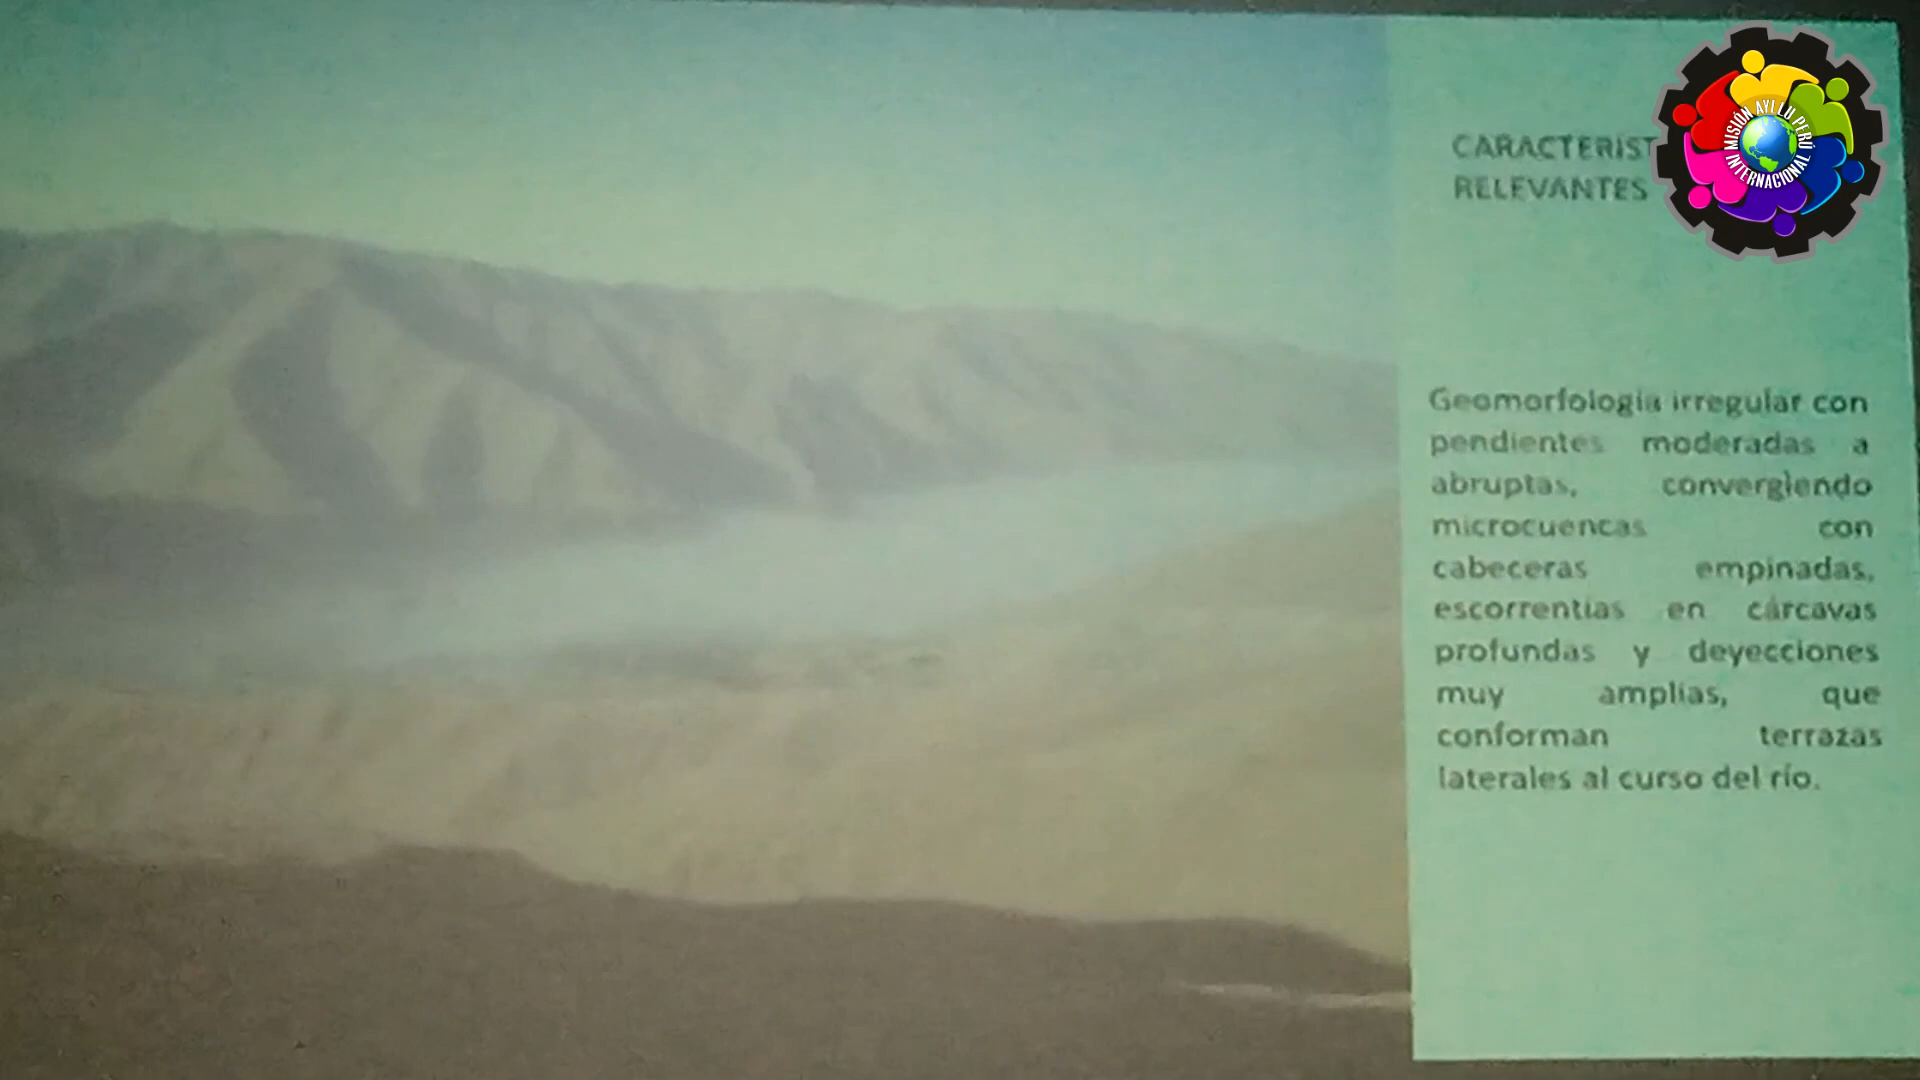 CARACTERÍST
RELEVANTES
MISIÓN AYLLU PERÚ
INTERNACIONAL
Geomorfología irregular con
pendientes moderadas a
abruptas, convergiendo
microcuencas con
cabeceras empinadas,
escorrentías en cárcavas
profundas y deyecciones
muy amplias, que
conforman terrazas
laterales al curso del río.